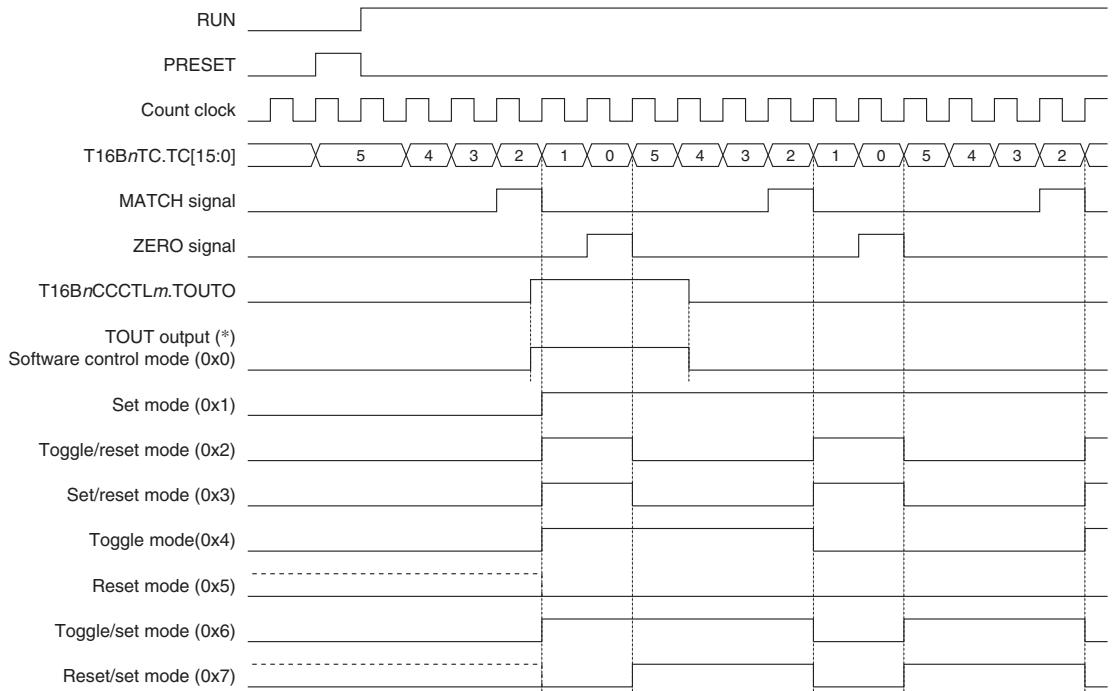 RUN
PRESET
Count clock
T16BnTC.TC[15:0] 5 4 3 2 1 0 5 4 3 2 1 0 5 4 3 2
MATCH signal
ZERO signal
T16BnCCCTLm.TOUTO
TOUT output (*)
Software control mode (0x0)
Set mode (0x1)
Toggle/reset mode (0x2)
Set/reset mode (0x3)
Toggle mode(0x4)
Reset mode (0x5)
Toggle/set mode (0x6)
Reset/set mode (0x7)